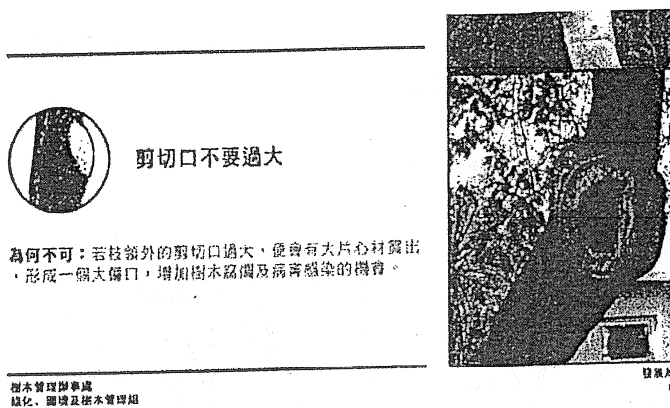 剪切口不要過大
為何不可：若枝領外的剪切口過大，便會有大片心材露出
，形成一個大傷口，增加樹木腐爛及病害感染的機會。
樹木管理辦事處
綠化、園境及樹木管理組
發展局